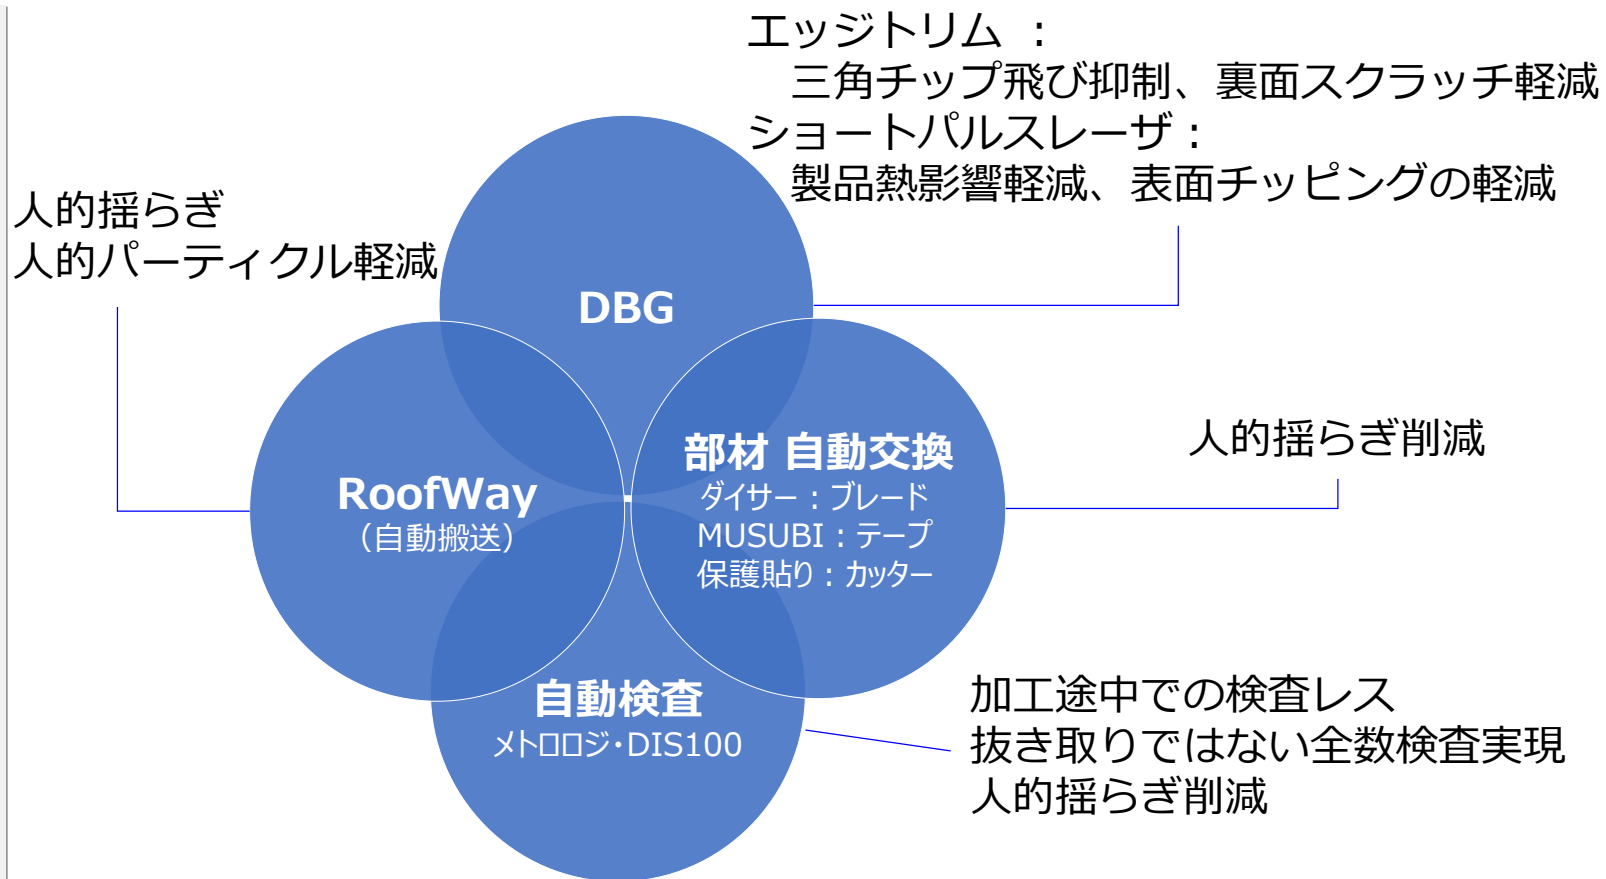 エッジトリム ：
三角チップ飛び抑制、裏面スクラッチ軽減
ショートパルスレーザ：
製品熱影響軽減、表面チッピングの軽減
人的揺らぎ
人的パーティクル軽減
DBG
部材 自動交換
ダイサー：ブレード
MUSUBI：テープ
保護貼り：カッター
人的揺らぎ削減
RoofWay
（自動搬送）
自動検査
メトロロジ・DIS100
加工途中での検査レス
抜き取りではない全数検査実現
人的揺らぎ削減